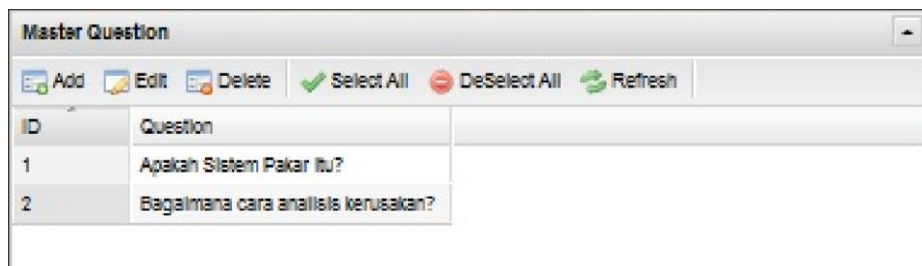 Master Question
Add Edit Delete Select All DeSelect All Refresh
ID Question
1 Apakah Sistem Pakar Itu?
2 Bagaimana cara analisis kerusakan?